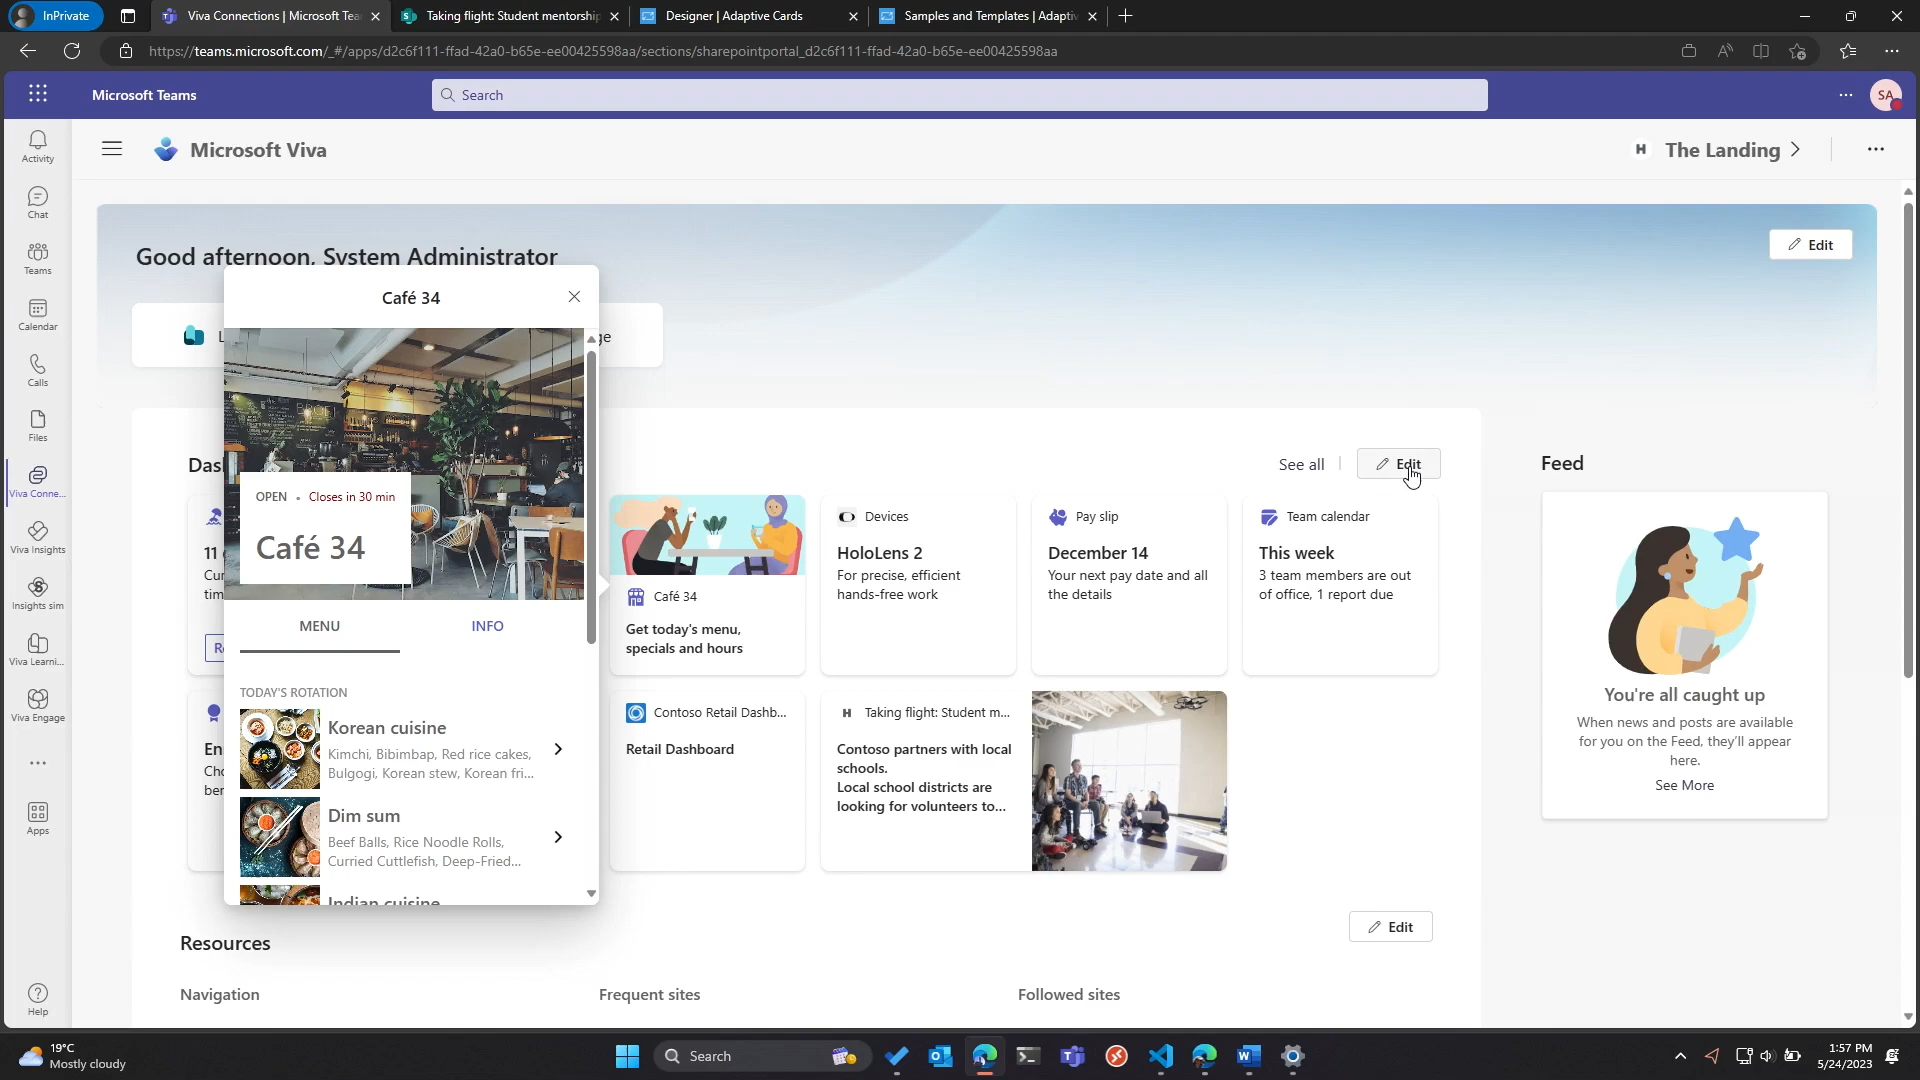 InPrivate
Viva Connections | Microsoft Tea
Taking flight: Student mentorship
Designer | Adaptive Cards
Samples and Templates | Adaptiv
https://teams.microsoft.com/_#/apps/d2c6f111-ffad-42a0-b65e-ee00425598aa/sections/sharepointportal_d2c6f111-ffad-42a0-b65e-ee00425598aa
Microsoft Teams
Search
SA
Activity
Chat
Teams
Calendar
Calls
Files
Viva Conne...
Viva Insights
Insights sim
Viva Learni...
Viva Engage
Apps
Help
Microsoft Viva
H The Landing
Good afternoon, System Administrator
Edit
Café 34
OPEN • Closes in 30 min
Café 34
MENU
INFO
TODAY'S ROTATION
Korean cuisine
Kimchi, Bibimbap, Red rice cakes,
Bulgogi, Korean stew, Korean fri...
Dim sum
Beef Balls, Rice Noodle Rolls,
Curried Cuttlefish, Deep-Fried...
Indian cuisine
See all
Edit
Café 34
Get today's menu,
specials and hours
Devices
HoloLens 2
For precise, efficient
hands-free work
Pay slip
December 14
Your next pay date and all
the details
Team calendar
This week
3 team members are out
of office, 1 report due
Contoso Retail Dashb...
Retail Dashboard
H Taking flight: Student m...
Contoso partners with local
schools.
Local school districts are
looking for volunteers to...
Feed
You're all caught up
When news and posts are available
for you on the Feed, they'll appear
here.
See More
Resources
Edit
Navigation
Frequent sites
Followed sites
19°C
Mostly cloudy
Search
1:57 PM
5/24/2023